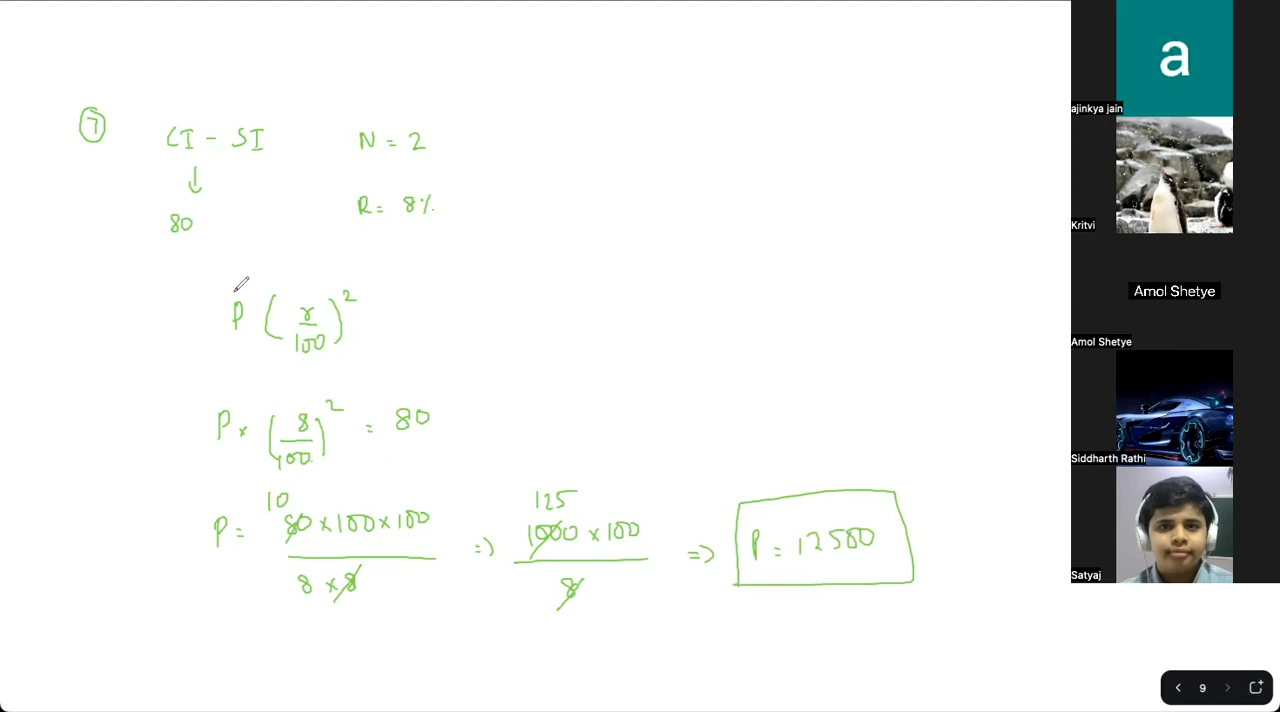 7
CI - SI    N = 2
↓
80
R = 8%
P (r/100)²
P × (8/100)² = 80
P = 10 80 × 100 × 100 / 8 × 8 => 125 1000 × 100 / 8 => P = 12500
a
ajinkya jain
Kritvi
Amol Shetye
Amol Shetye
Siddharth Rathi
Satyaj
< 9 >